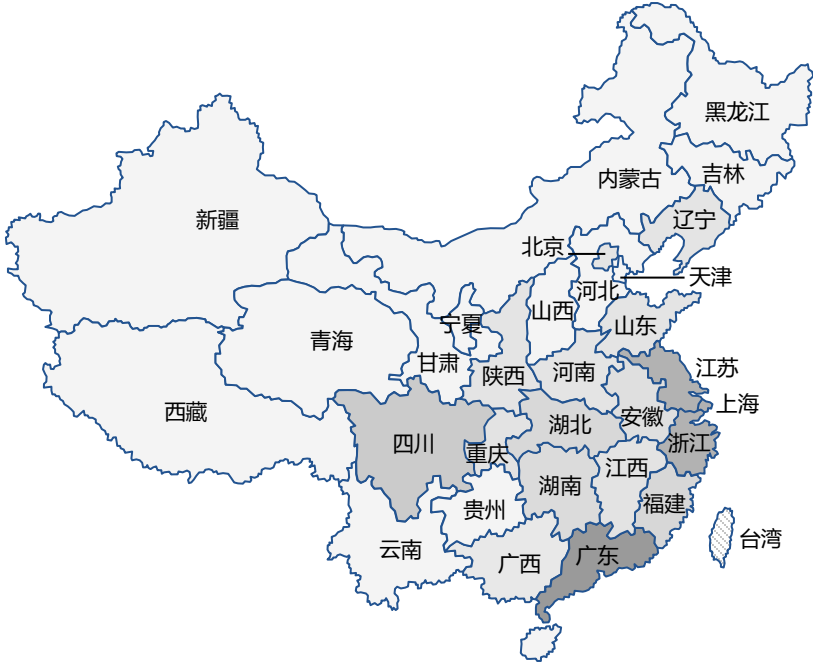 黑龙江
内蒙古
吉林
新疆
辽宁
北京
天津
河北
山西
宁夏
山东
青海
甘肃
陕西
河南
江苏
上海
西藏
安徽
湖北
四川
重庆
浙江
江西
湖南
福建
贵州
台湾
云南
广西
广东